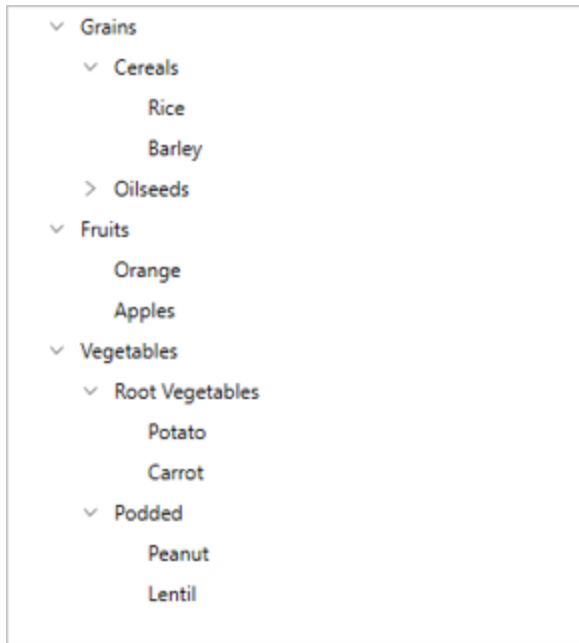 Grains
Cereals
Rice
Barley
Oilseeds
Fruits
Orange
Apples
Vegetables
Root Vegetables
Potato
Carrot
Podded
Peanut
Lentil